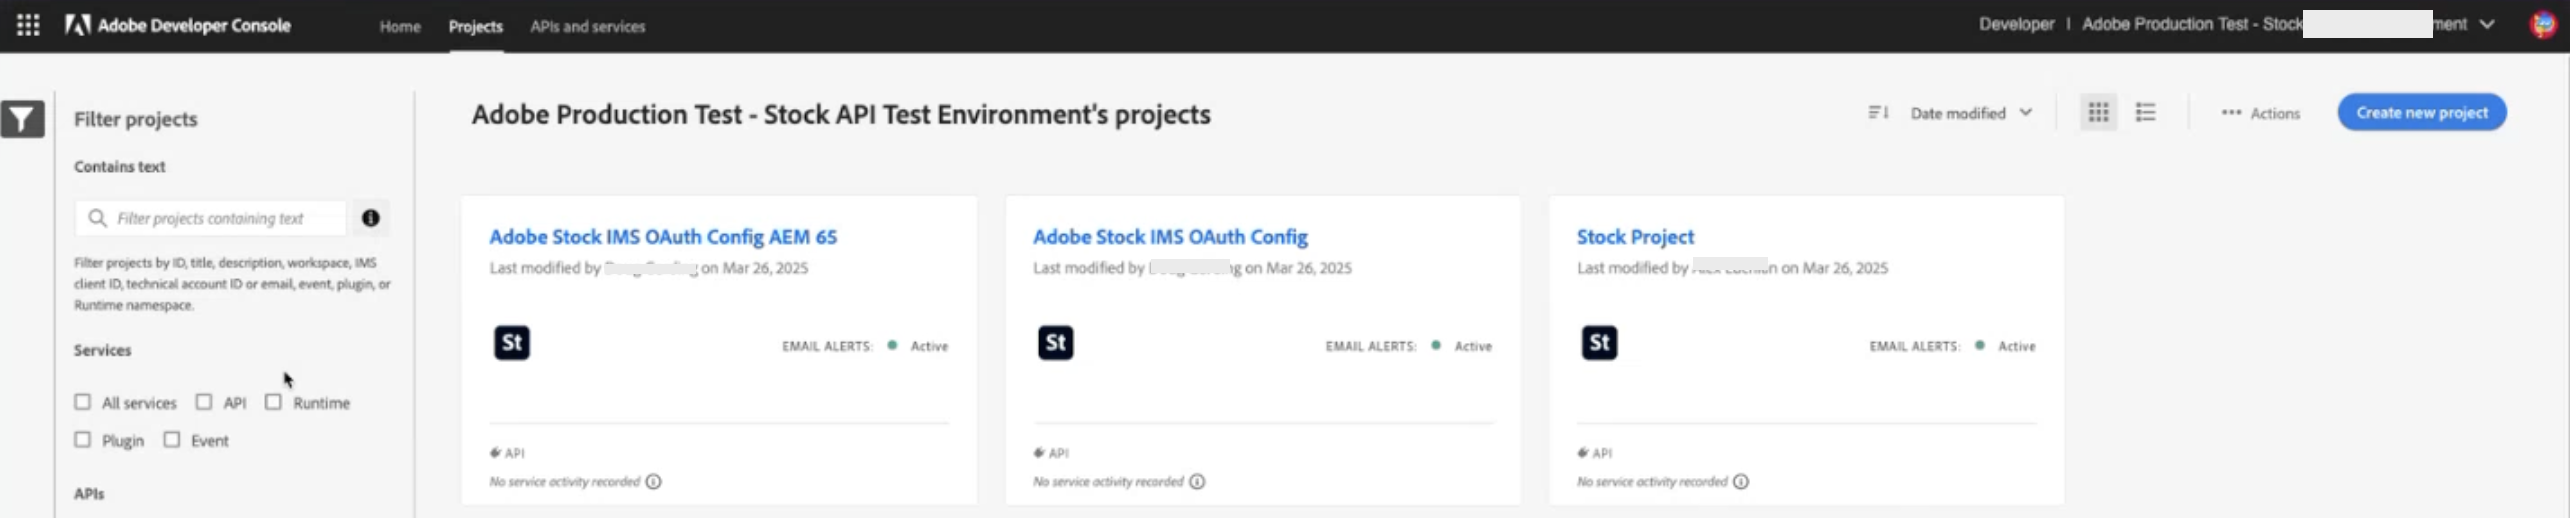 Adobe Developer Console Home Projects APIs and services Developer | Adobe Production Test - Stock ment
Filter projects
Contains text
Filter projects containing text
Filter projects by ID, title, description, workspace, IMS
client ID, technical account ID or email, event, plugin, or
Runtime namespace.
Services
All services API Runtime
Plugin Event
APIs
Adobe Production Test - Stock API Test Environment's projects
Date modified Actions Create new project
Adobe Stock IMS OAuth Config AEM 65
Last modified by on Mar 26, 2025
St EMAIL ALERTS: Active
API
No service activity recorded
Adobe Stock IMS OAuth Config
Last modified by on Mar 26, 2025
St EMAIL ALERTS: Active
API
No service activity recorded
Stock Project
Last modified by on Mar 26, 2025
St EMAIL ALERTS: Active
API
No service activity recorded